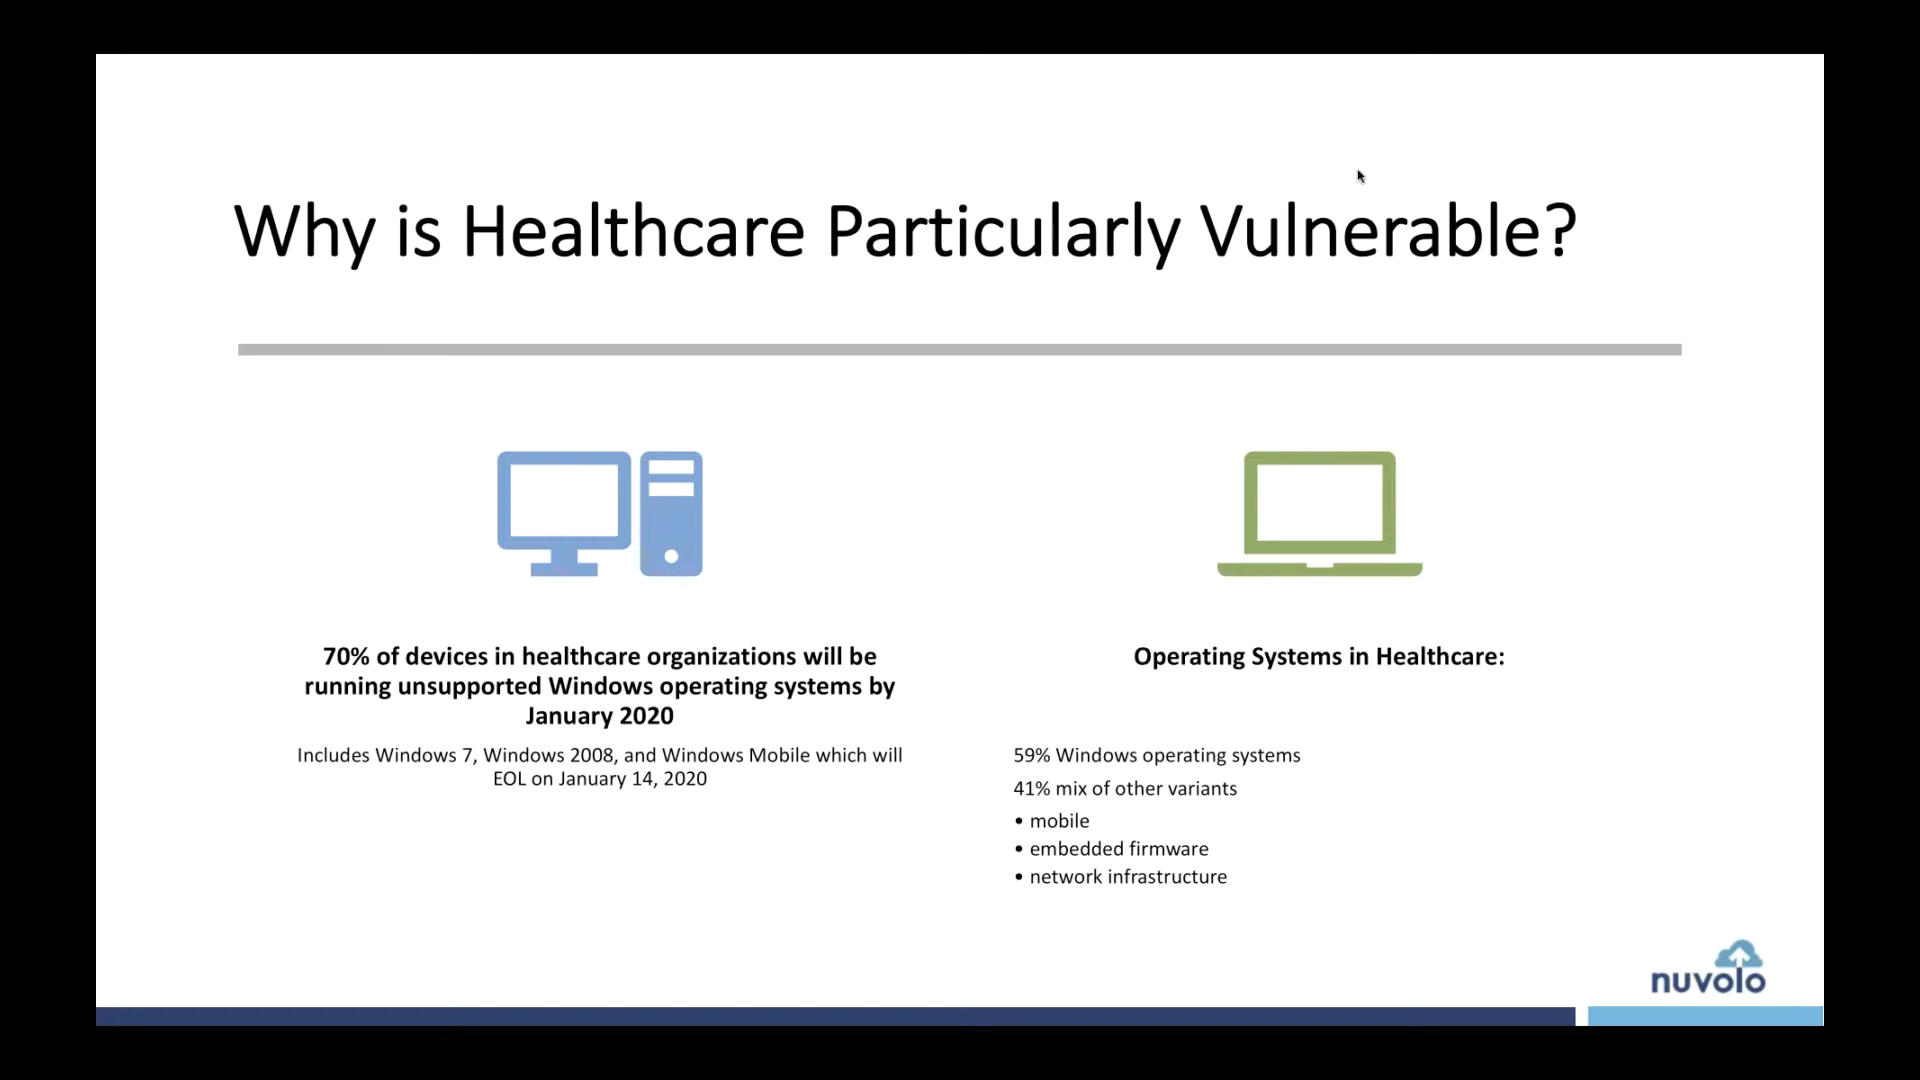 Why is Healthcare Particularly Vulnerable?
70% of devices in healthcare organizations will be
running unsupported Windows operating systems by
January 2020
Includes Windows 7, Windows 2008, and Windows Mobile which will
EOL on January 14, 2020
Operating Systems in Healthcare:
59% Windows operating systems
41% mix of other variants
• mobile
• embedded firmware
• network infrastructure
nuvolo